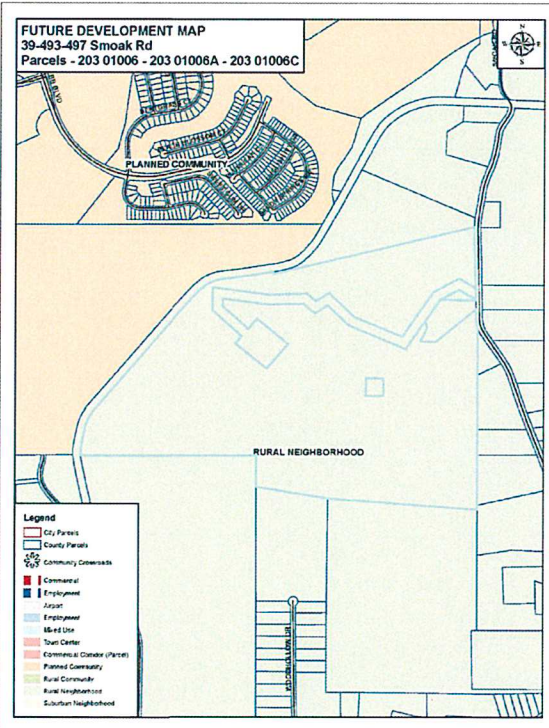 FUTURE DEVELOPMENT MAP
39-493-497 Smoak Rd
Parcels - 203 01006 - 203 01006A - 203 01006C
N
PLANNED COMMUNITY
RURAL NEIGHBORHOOD
Legend
City Parcels
County Parcels
Community Crossroads
Commercial
Employment
Airport
Employment
Mixed Use
Town Center
Commercial Corridor (Parcel)
Planned Community
Rural Community
Rural Neighborhood
Suburban Neighborhood